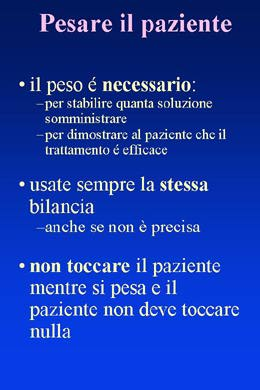 Pesare il paziente
• il peso é necessario:
–per stabilire quanta soluzione
somministrare
–per dimostrare al paziente che il
trattamento é efficace
• usate sempre la stessa
bilancia
–anche se non è precisa
• non toccare il paziente
mentre si pesa e il
paziente non deve toccare
nulla